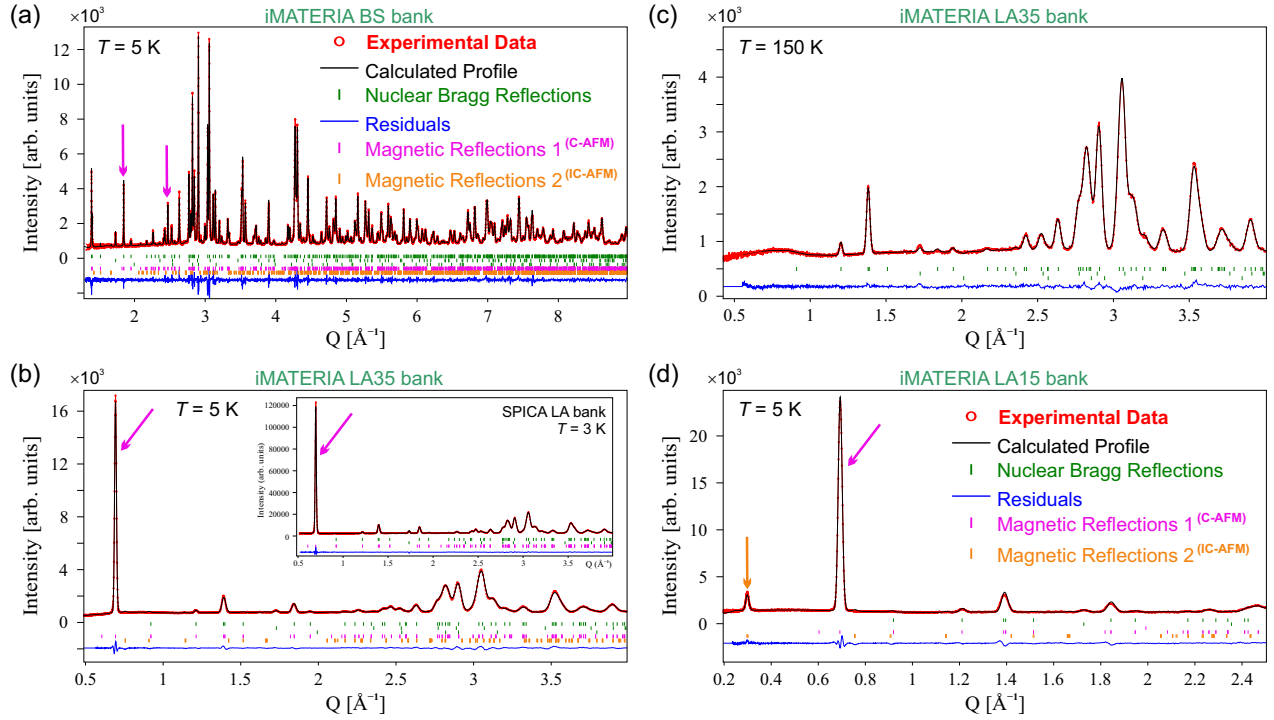 (a)
×10³
iMATERIA BS bank
T = 5 K
Experimental Data
Calculated Profile
Nuclear Bragg Reflections
Residuals
Magnetic Reflections 1 (C-AFM)
Magnetic Reflections 2 (IC-AFM)
Intensity [arb. units]
12
10
8
6
4
2
0
2 3 4 5 6 7 8
Q [Å⁻¹]
(c)
×10³
iMATERIA LA35 bank
T = 150 K
Intensity [arb. units]
5
4
3
2
1
0
0.5 1 1.5 2 2.5 3 3.5
Q [Å⁻¹]
(b)
×10³
iMATERIA LA35 bank
T = 5 K
Intensity [arb. units]
16
12
8
4
0
0.5 1 1.5 2 2.5 3 3.5
Q [Å⁻¹]
SPICA LA bank
T = 3 K
Intensity (arb. units)
120000
100000
80000
60000
40000
20000
0
0.5 1 1.5 2 2.5 3 3.5
Q (Å⁻¹)
(d)
×10³
iMATERIA LA15 bank
T = 5 K
Experimental Data
Calculated Profile
Nuclear Bragg Reflections
Residuals
Magnetic Reflections 1 (C-AFM)
Magnetic Reflections 2 (IC-AFM)
Intensity [arb. units]
20
15
10
5
0
0.2 0.4 0.6 0.8 1 1.2 1.4 1.6 1.8 2 2.2 2.4
Q [Å⁻¹]